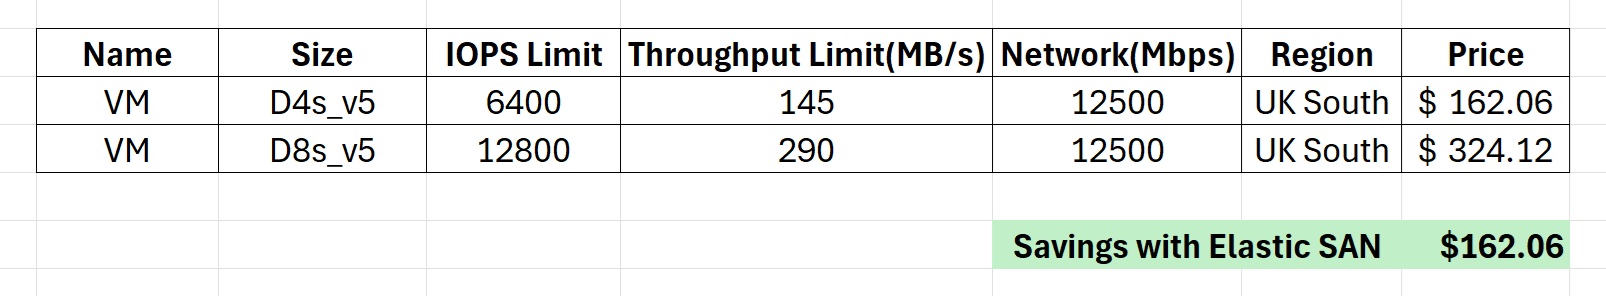 Name Size IOPS Limit Throughput Limit(MB/s) Network(Mbps) Region Price
VM D4s_v5 6400 145 12500 UK South $ 162.06
VM D8s_v5 12800 290 12500 UK South $ 324.12
Savings with Elastic SAN $162.06